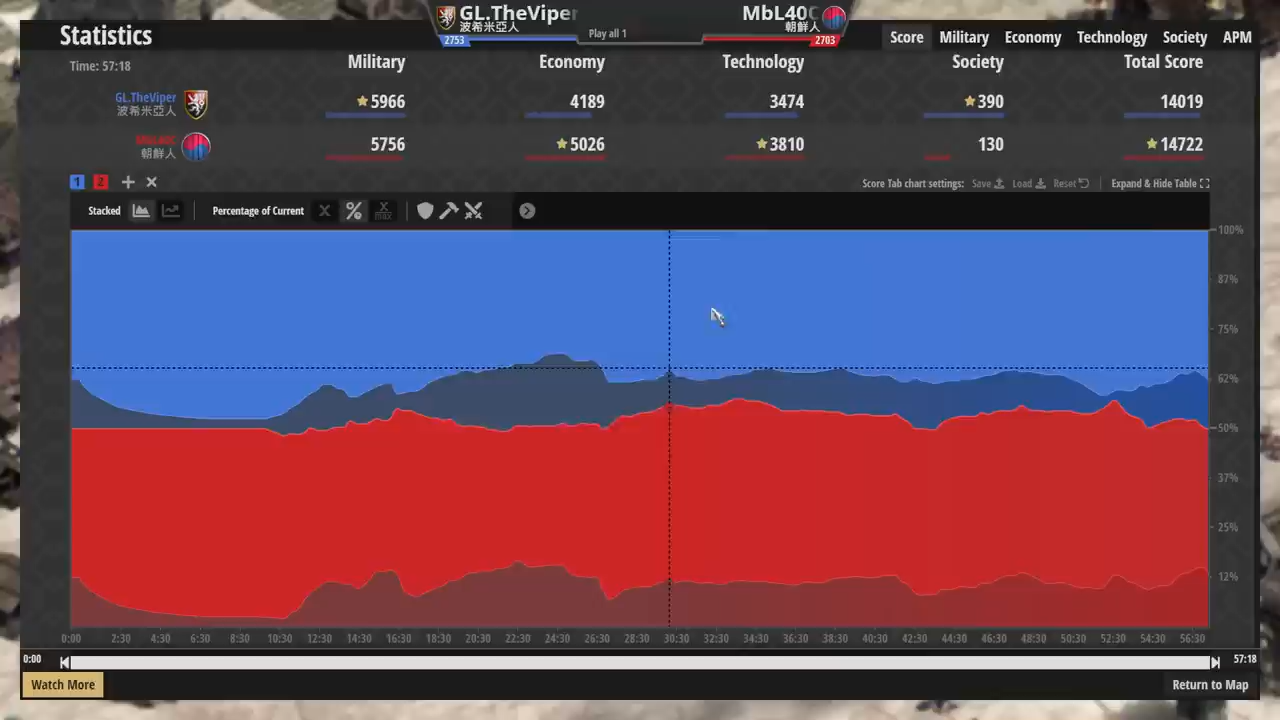 GL.TheViper
波希米亞人
2753
Play all 1
MbL40C
朝鮮人
2703
Statistics
Score Military Economy Technology Society APM
Time: 57:18
Military Economy Technology Society Total Score
GL.TheViper
波希米亞人
5966 4189 3474 390 14019
MbL40C
朝鮮人
5756 5026 3810 130 14722
1 2
Score Tab chart settings: Save Load Reset Expand & Hide Table
Stacked Percentage of Current X % X max
100%
87%
75%
62%
50%
37%
25%
12%
0:00 2:30 4:30 6:30 8:30 10:30 12:30 14:30 16:30 18:30 20:30 22:30 24:30 26:30 28:30 30:30 32:30 34:30 36:30 38:30 40:30 42:30 44:30 46:30 48:30 50:30 52:30 54:30 56:30
0:00 57:18
Watch More Return to Map